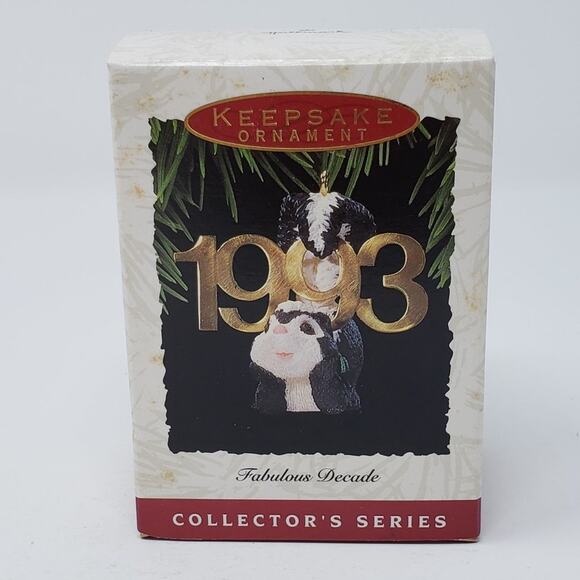 KEEPSAKE
ORNAMENT
1993
Fabulous Decade
COLLECTOR'S SERIES